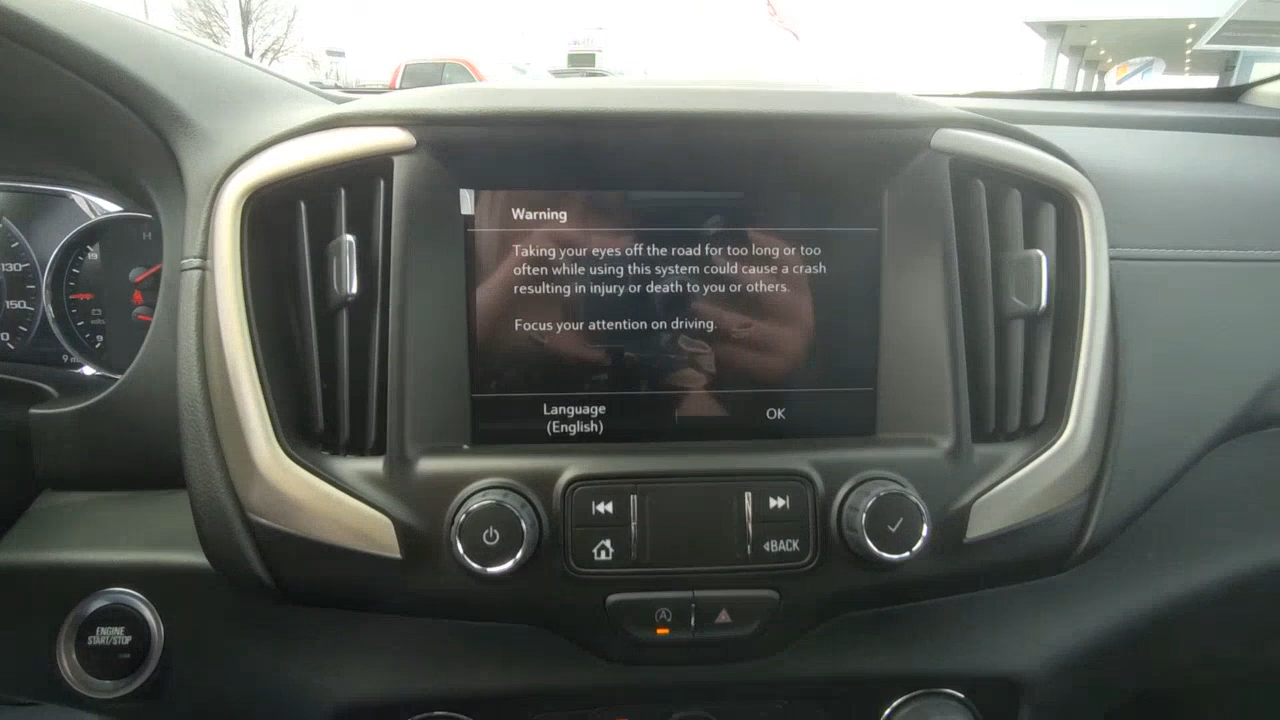 Warning
Taking your eyes off the road for too long or too
often while using this system could cause a crash
resulting in injury or death to you or others.
Focus your attention on driving.
Language
(English)
OK
BACK
ENGINE
START/STOP
130
150
H
19
9
A